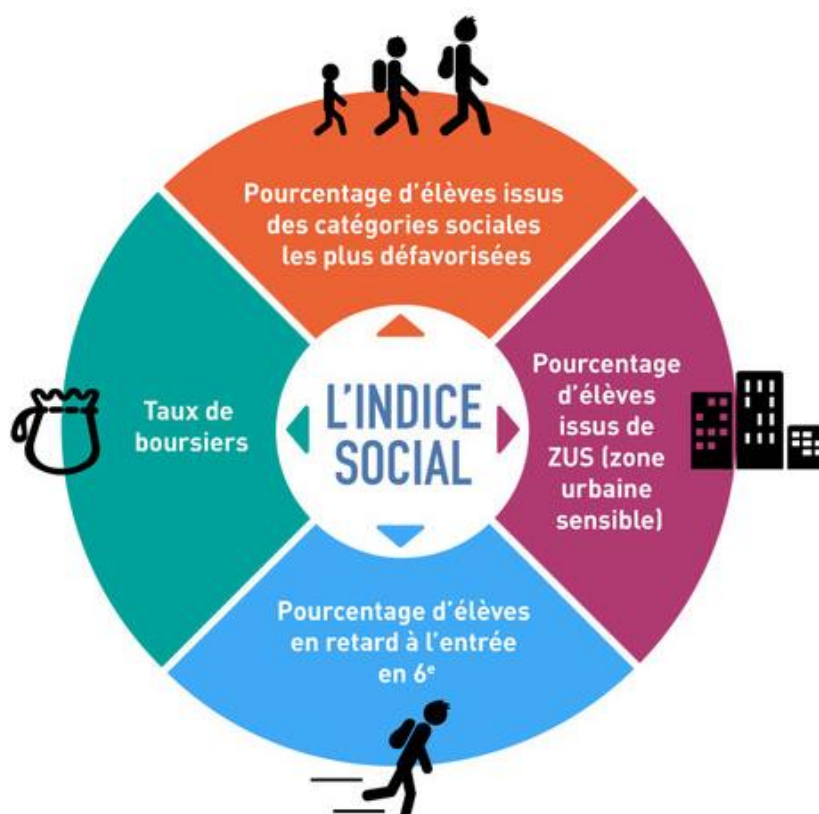 Pourcentage d'élèves issus
des catégories sociales
les plus défavorisées
Taux de
boursiers
L'INDICE
SOCIAL
Pourcentage
d'élèves
issus de
ZUS (zone
urbaine
sensible)
Pourcentage d'élèves
en retard à l'entrée
en 6ᵉ